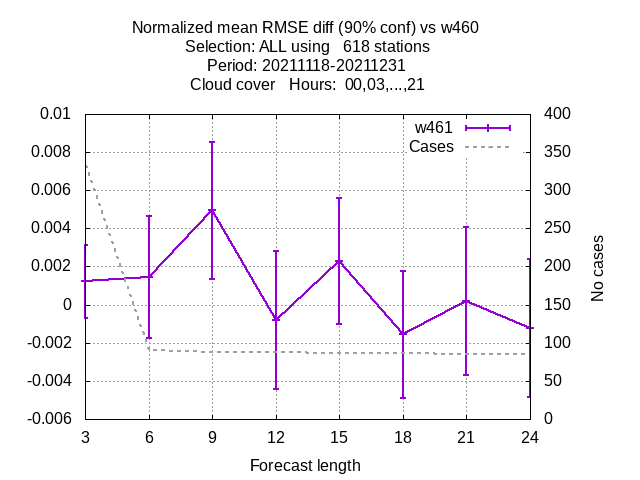 Normalized mean RMSE diff (90% conf) vs w460
Selection: ALL using   618 stations
Period: 20211118-20211231
Cloud cover   Hours:  00,03,...,21
0.01
0.008
0.006
0.004
0.002
0
-0.002
-0.004
-0.006
w461
Cases
400
350
300
250
200
150
100
50
0
No cases
3 6 9 12 15 18 21 24
Forecast length